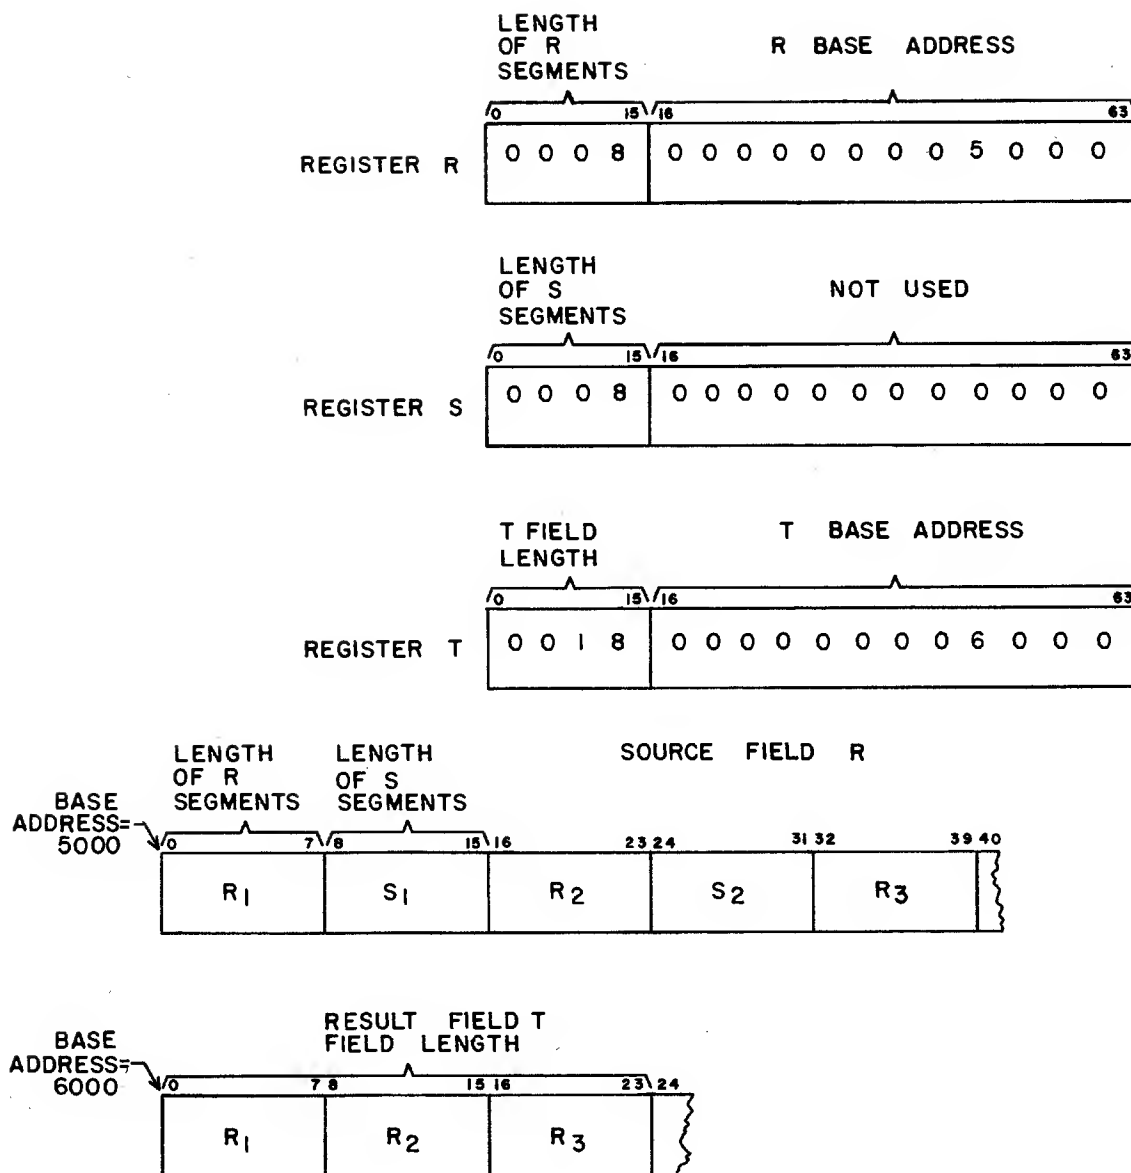 LENGTH
OF R
SEGMENTS
R BASE ADDRESS
0 15 16 63
REGISTER R
0 0 0 8 0 0 0 0 0 0 0 0 5 0 0 0
LENGTH
OF S
SEGMENTS
NOT USED
0 15 16 63
REGISTER S
0 0 0 8 0 0 0 0 0 0 0 0 0 0 0 0
T FIELD
LENGTH
T BASE ADDRESS
0 15 16 63
REGISTER T
0 0 1 8 0 0 0 0 0 0 0 0 6 0 0 0
LENGTH
OF R
SEGMENTS
LENGTH
OF S
SEGMENTS
SOURCE FIELD R
BASE
ADDRESS=
5000
0 7 8 15 16 23 24 31 32 39 40
R1 S1 R2 S2 R3
RESULT FIELD T
FIELD LENGTH
BASE
ADDRESS=
6000
0 7 8 15 16 23 24
R1 R2 R3